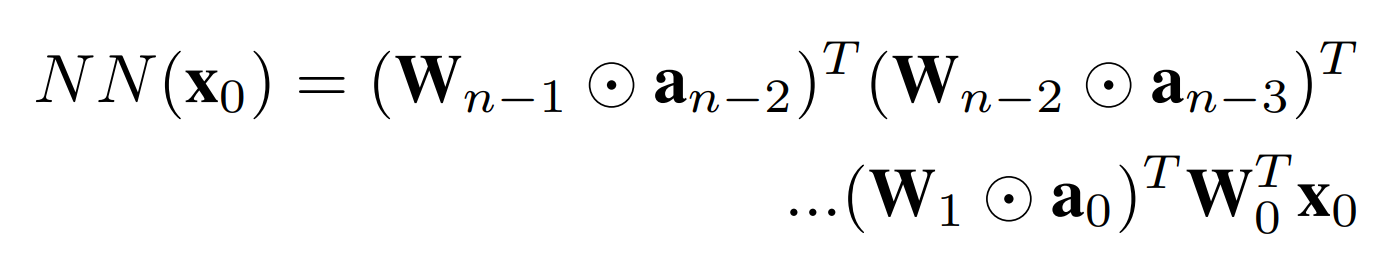 NN(𝐱₀) = (𝐖ₙ₋₁ ⊙ 𝐚ₙ₋₂)ᵀ(𝐖ₙ₋₂ ⊙ 𝐚ₙ₋₃)ᵀ
...(𝐖₁ ⊙ 𝐚₀)ᵀ𝐖₀ᵀ𝐱₀